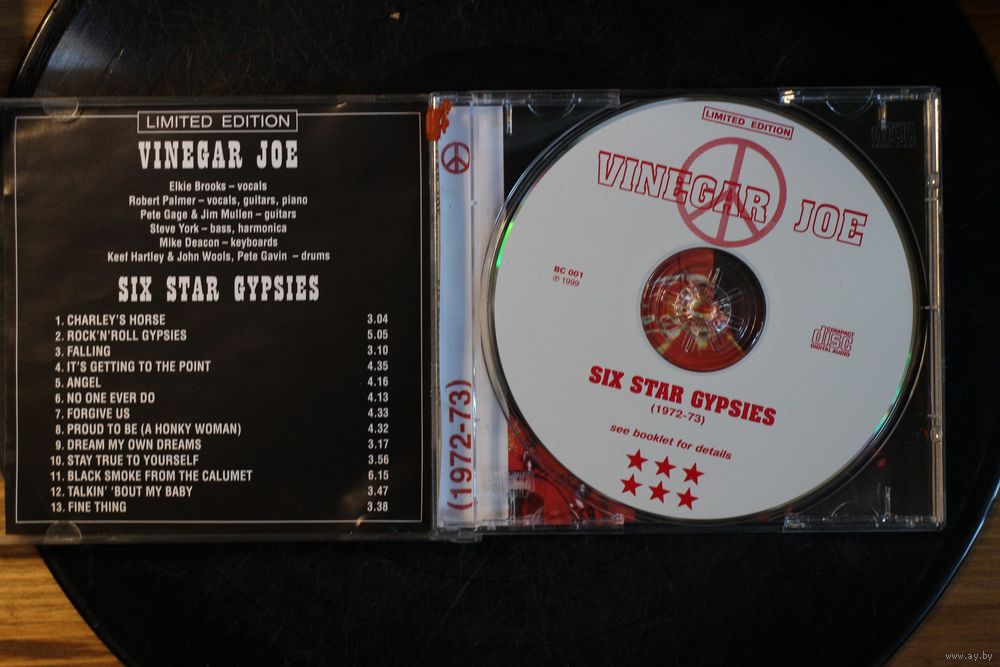 LIMITED EDITION
VINEGAR JOE
Elkie Brooks – vocals
Robert Palmer – vocals, guitars, piano
Pete Gage & Jim Mullen – guitars
Steve York – bass, harmonica
Mike Deacon – keyboards
Keef Hartley & John Wools, Pete Gavin – drums
SIX STAR GYPSIES
1. CHARLEY'S HORSE 3.04
2. ROCK'N'ROLL GYPSIES 5.05
3. FALLING 3.10
4. IT'S GETTING TO THE POINT 4.35
5. ANGEL 4.16
6. NO ONE EVER DO 4.13
7. FORGIVE US 4.33
8. PROUD TO BE (A HONKY WOMAN) 4.32
9. DREAM MY OWN DREAMS 3.17
10. STAY TRUE TO YOURSELF 3.56
11. BLACK SMOKE FROM THE CALUMET 6.15
12. TALKIN' 'BOUT MY BABY 3.47
13. FINE THING 3.38
(1972-73)
LIMITED EDITION
VINEGAR JOE
BC 001
℗ 1999
COMPACT
disc
DIGITAL AUDIO
SIX STAR GYPSIES
(1972-73)
see booklet for details
www.ay.by